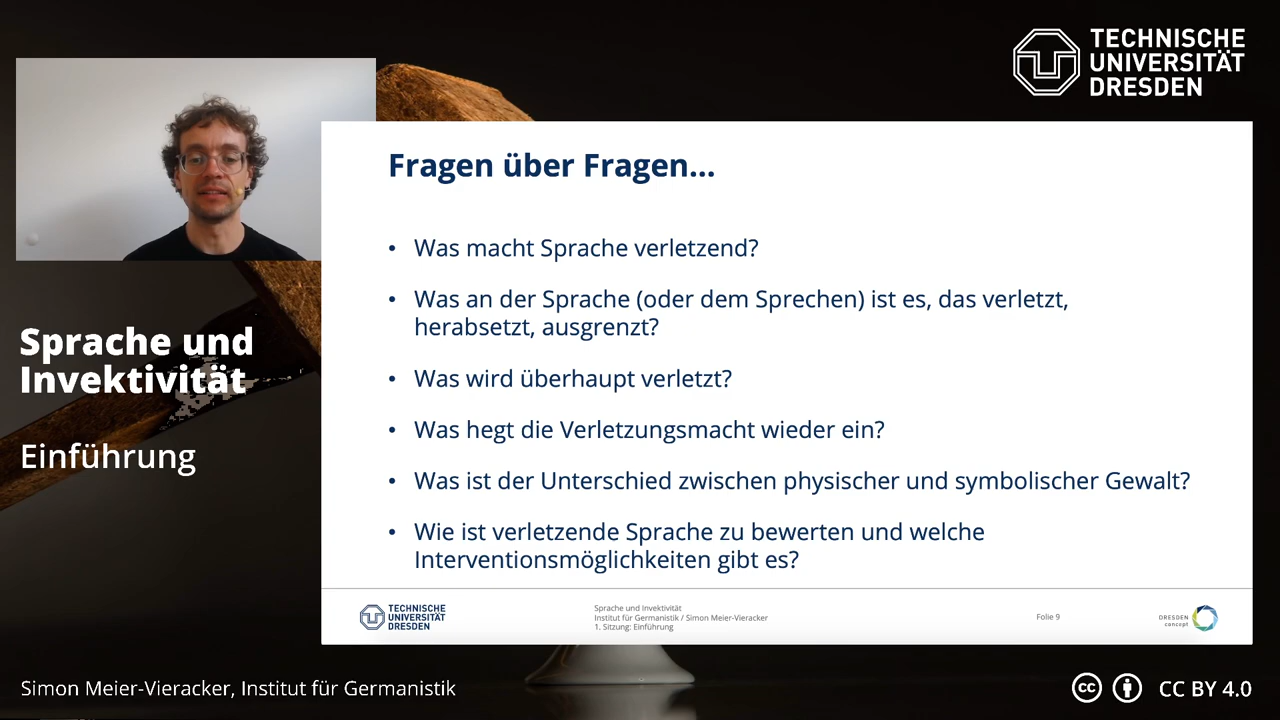 TECHNISCHE
UNIVERSITÄT
DRESDEN
Fragen über Fragen...
• Was macht Sprache verletzend?
• Was an der Sprache (oder dem Sprechen) ist es, das verletzt,
herabsetzt, ausgrenzt?
• Was wird überhaupt verletzt?
• Was hegt die Verletzungsmacht wieder ein?
• Was ist der Unterschied zwischen physischer und symbolischer Gewalt?
• Wie ist verletzende Sprache zu bewerten und welche
Interventionsmöglichkeiten gibt es?
Sprache und
Invektivität
Einführung
TECHNISCHE
UNIVERSITÄT
DRESDEN
Sprache und Invektivität
Institut für Germanistik / Simon Meier-Vieracker
1. Sitzung: Einführung
Folie 9
DRESDEN
concept
Simon Meier-Vieracker, Institut für Germanistik
cc
CC BY 4.0